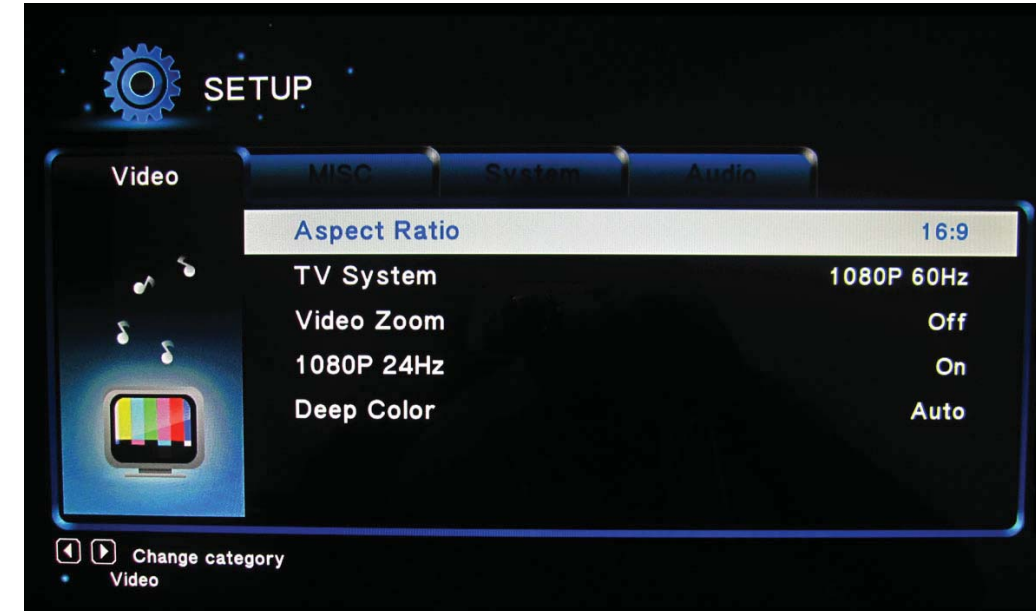 SETUP
Video MISC System Audio
Aspect Ratio 16:9
TV System 1080P 60Hz
Video Zoom Off
1080P 24Hz On
Deep Color Auto
Change category
Video